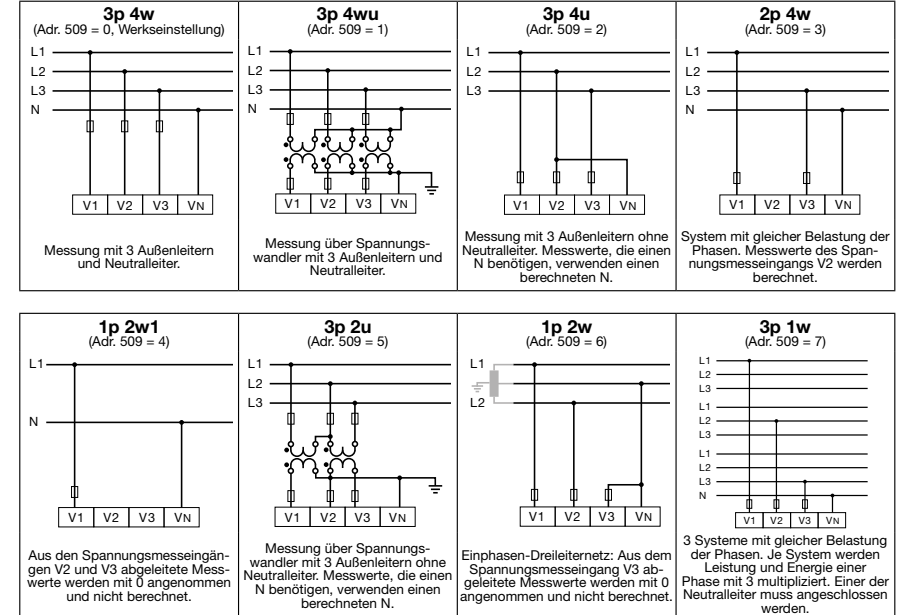 3p 4w
(Adr. 509 = 0, Werkseinstellung)
L1
L2
L3
N
V1 V2 V3 VN
Messung mit 3 Außenleitern
und Neutralleiter.
3p 4wu
(Adr. 509 = 1)
L1
L2
L3
N
V1 V2 V3 VN
Messung über Spannungs-
wandler mit 3 Außenleitern und
Neutralleiter.
3p 4u
(Adr. 509 = 2)
L1
L2
L3
V1 V2 V3 VN
Messung mit 3 Außenleitern ohne
Neutralleiter. Messwerte, die einen
N benötigen, verwenden einen
berechneten N.
2p 4w
(Adr. 509 = 3)
L1
L2
L3
N
V1 V2 V3 VN
System mit gleicher Belastung der
Phasen. Messwerte des Span-
nungsmesseingangs V2 werden
berechnet.
1p 2w1
(Adr. 509 = 4)
L1
N
V1 V2 V3 VN
Aus den Spannungsmesseingän-
gen V2 und V3 abgeleitete Mess-
werte werden mit 0 angenommen
und nicht berechnet.
3p 2u
(Adr. 509 = 5)
L1
L2
L3
V1 V2 V3 VN
Messung über Spannungs-
wandler mit 3 Außenleitern ohne
Neutralleiter. Messwerte, die einen
N benötigen, verwenden einen
berechneten N.
1p 2w
(Adr. 509 = 6)
L1
L2
V1 V2 V3 VN
Einphasen-Dreileiternetz: Aus dem
Spannungsmesseingang V3 ab-
geleitete Messwerte werden mit 0
angenommen und nicht berechnet.
3p 1w
(Adr. 509 = 7)
L1
L2
L3
L1
L2
L3
L1
L2
L3
N
V1 V2 V3 VN
3 Systeme mit gleicher Belastung
der Phasen. Je System werden
Leistung und Energie einer
Phase mit 3 multipliziert. Einer der
Neutralleiter muss angeschlossen
werden.